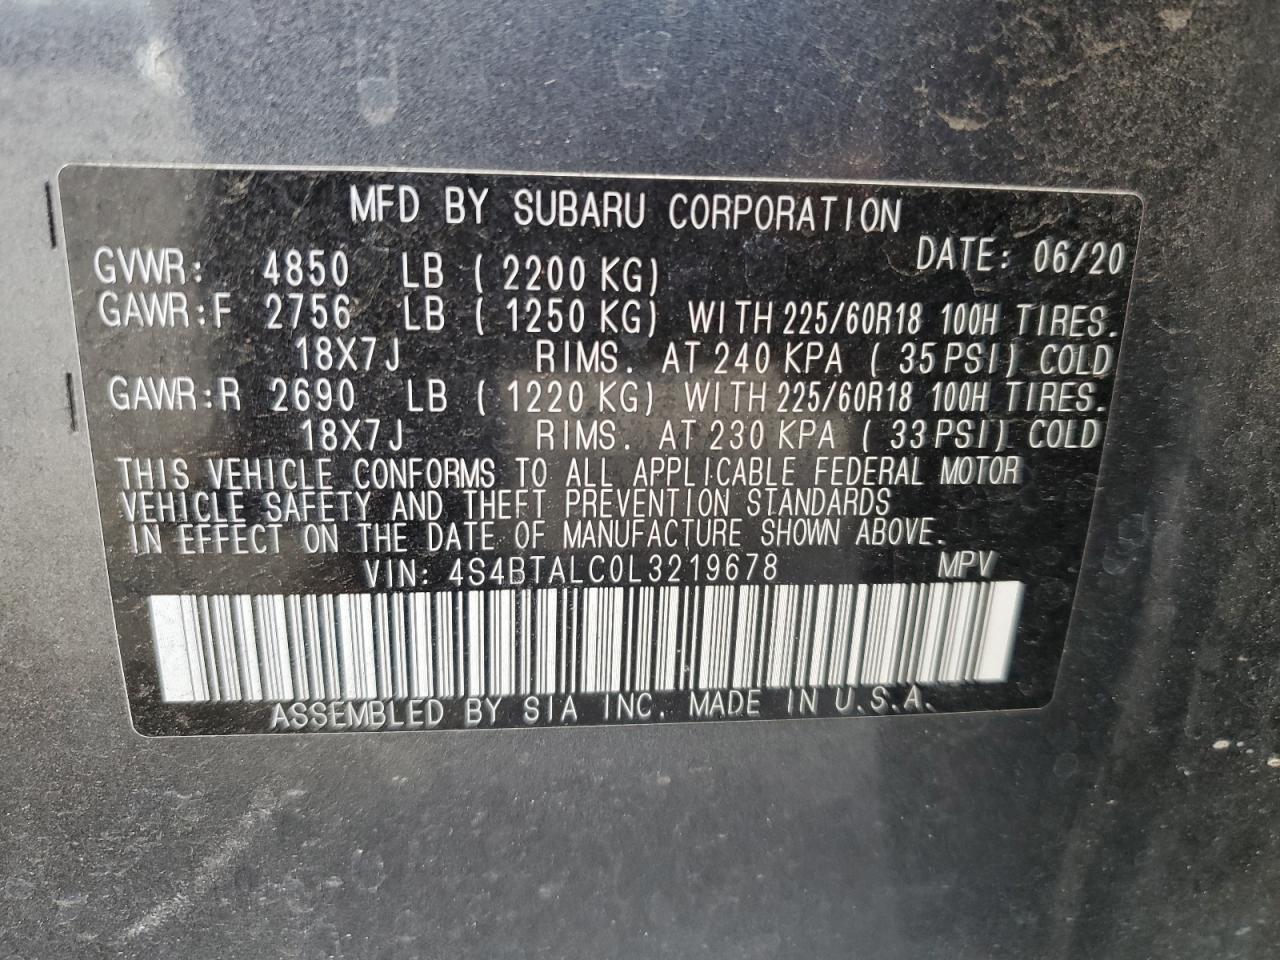 MFD BY SUBARU CORPORATION
DATE: 06/20
GVWR: 4850 LB ( 2200 KG)
GAWR:F 2756 LB ( 1250 KG) WITH 225/60R18 100H TIRES.
18X7J RIMS. AT 240 KPA ( 35 PSI) COLD
GAWR:R 2690 LB ( 1220 KG) WITH 225/60R18 100H TIRES.
18X7J RIMS. AT 230 KPA ( 33 PSI) COLD
THIS VEHICLE CONFORMS TO ALL APPLICABLE FEDERAL MOTOR
VEHICLE SAFETY AND THEFT PREVENTION STANDARDS
IN EFFECT ON THE DATE OF MANUFACTURE SHOWN ABOVE.
VIN: 4S4BTALC0L3219678 MPV
ASSEMBLED BY SIA INC. MADE IN U.S.A.